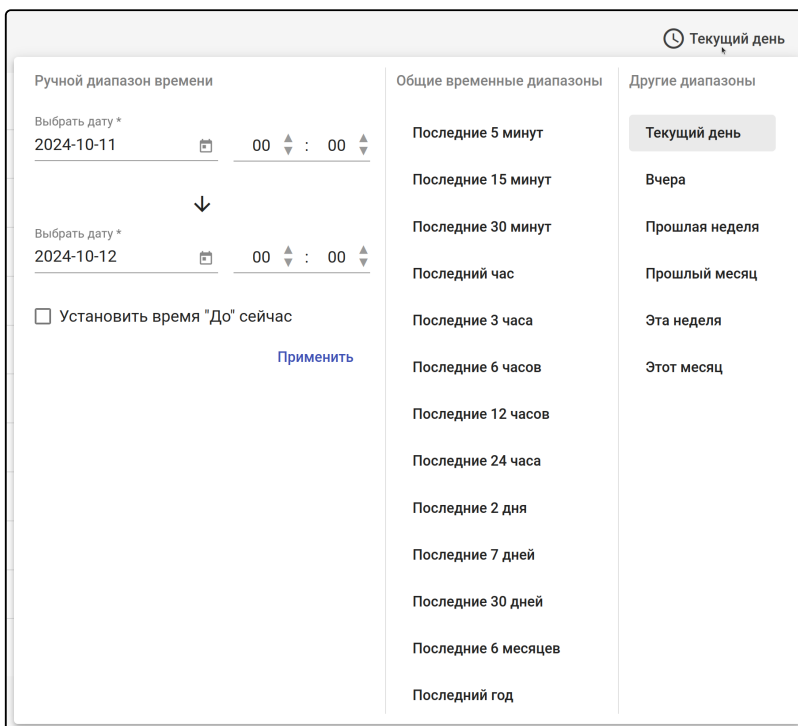 Текущий день
Ручной диапазон времени
Выбрать дату *
2024-10-11
00 : 00
Выбрать дату *
2024-10-12
00 : 00
Установить время "До" сейчас
Применить
Общие временные диапазоны
Последние 5 минут
Последние 15 минут
Последние 30 минут
Последний час
Последние 3 часа
Последние 6 часов
Последние 12 часов
Последние 24 часа
Последние 2 дня
Последние 7 дней
Последние 30 дней
Последние 6 месяцев
Последний год
Другие диапазоны
Текущий день
Вчера
Прошлая неделя
Прошлый месяц
Эта неделя
Этот месяц